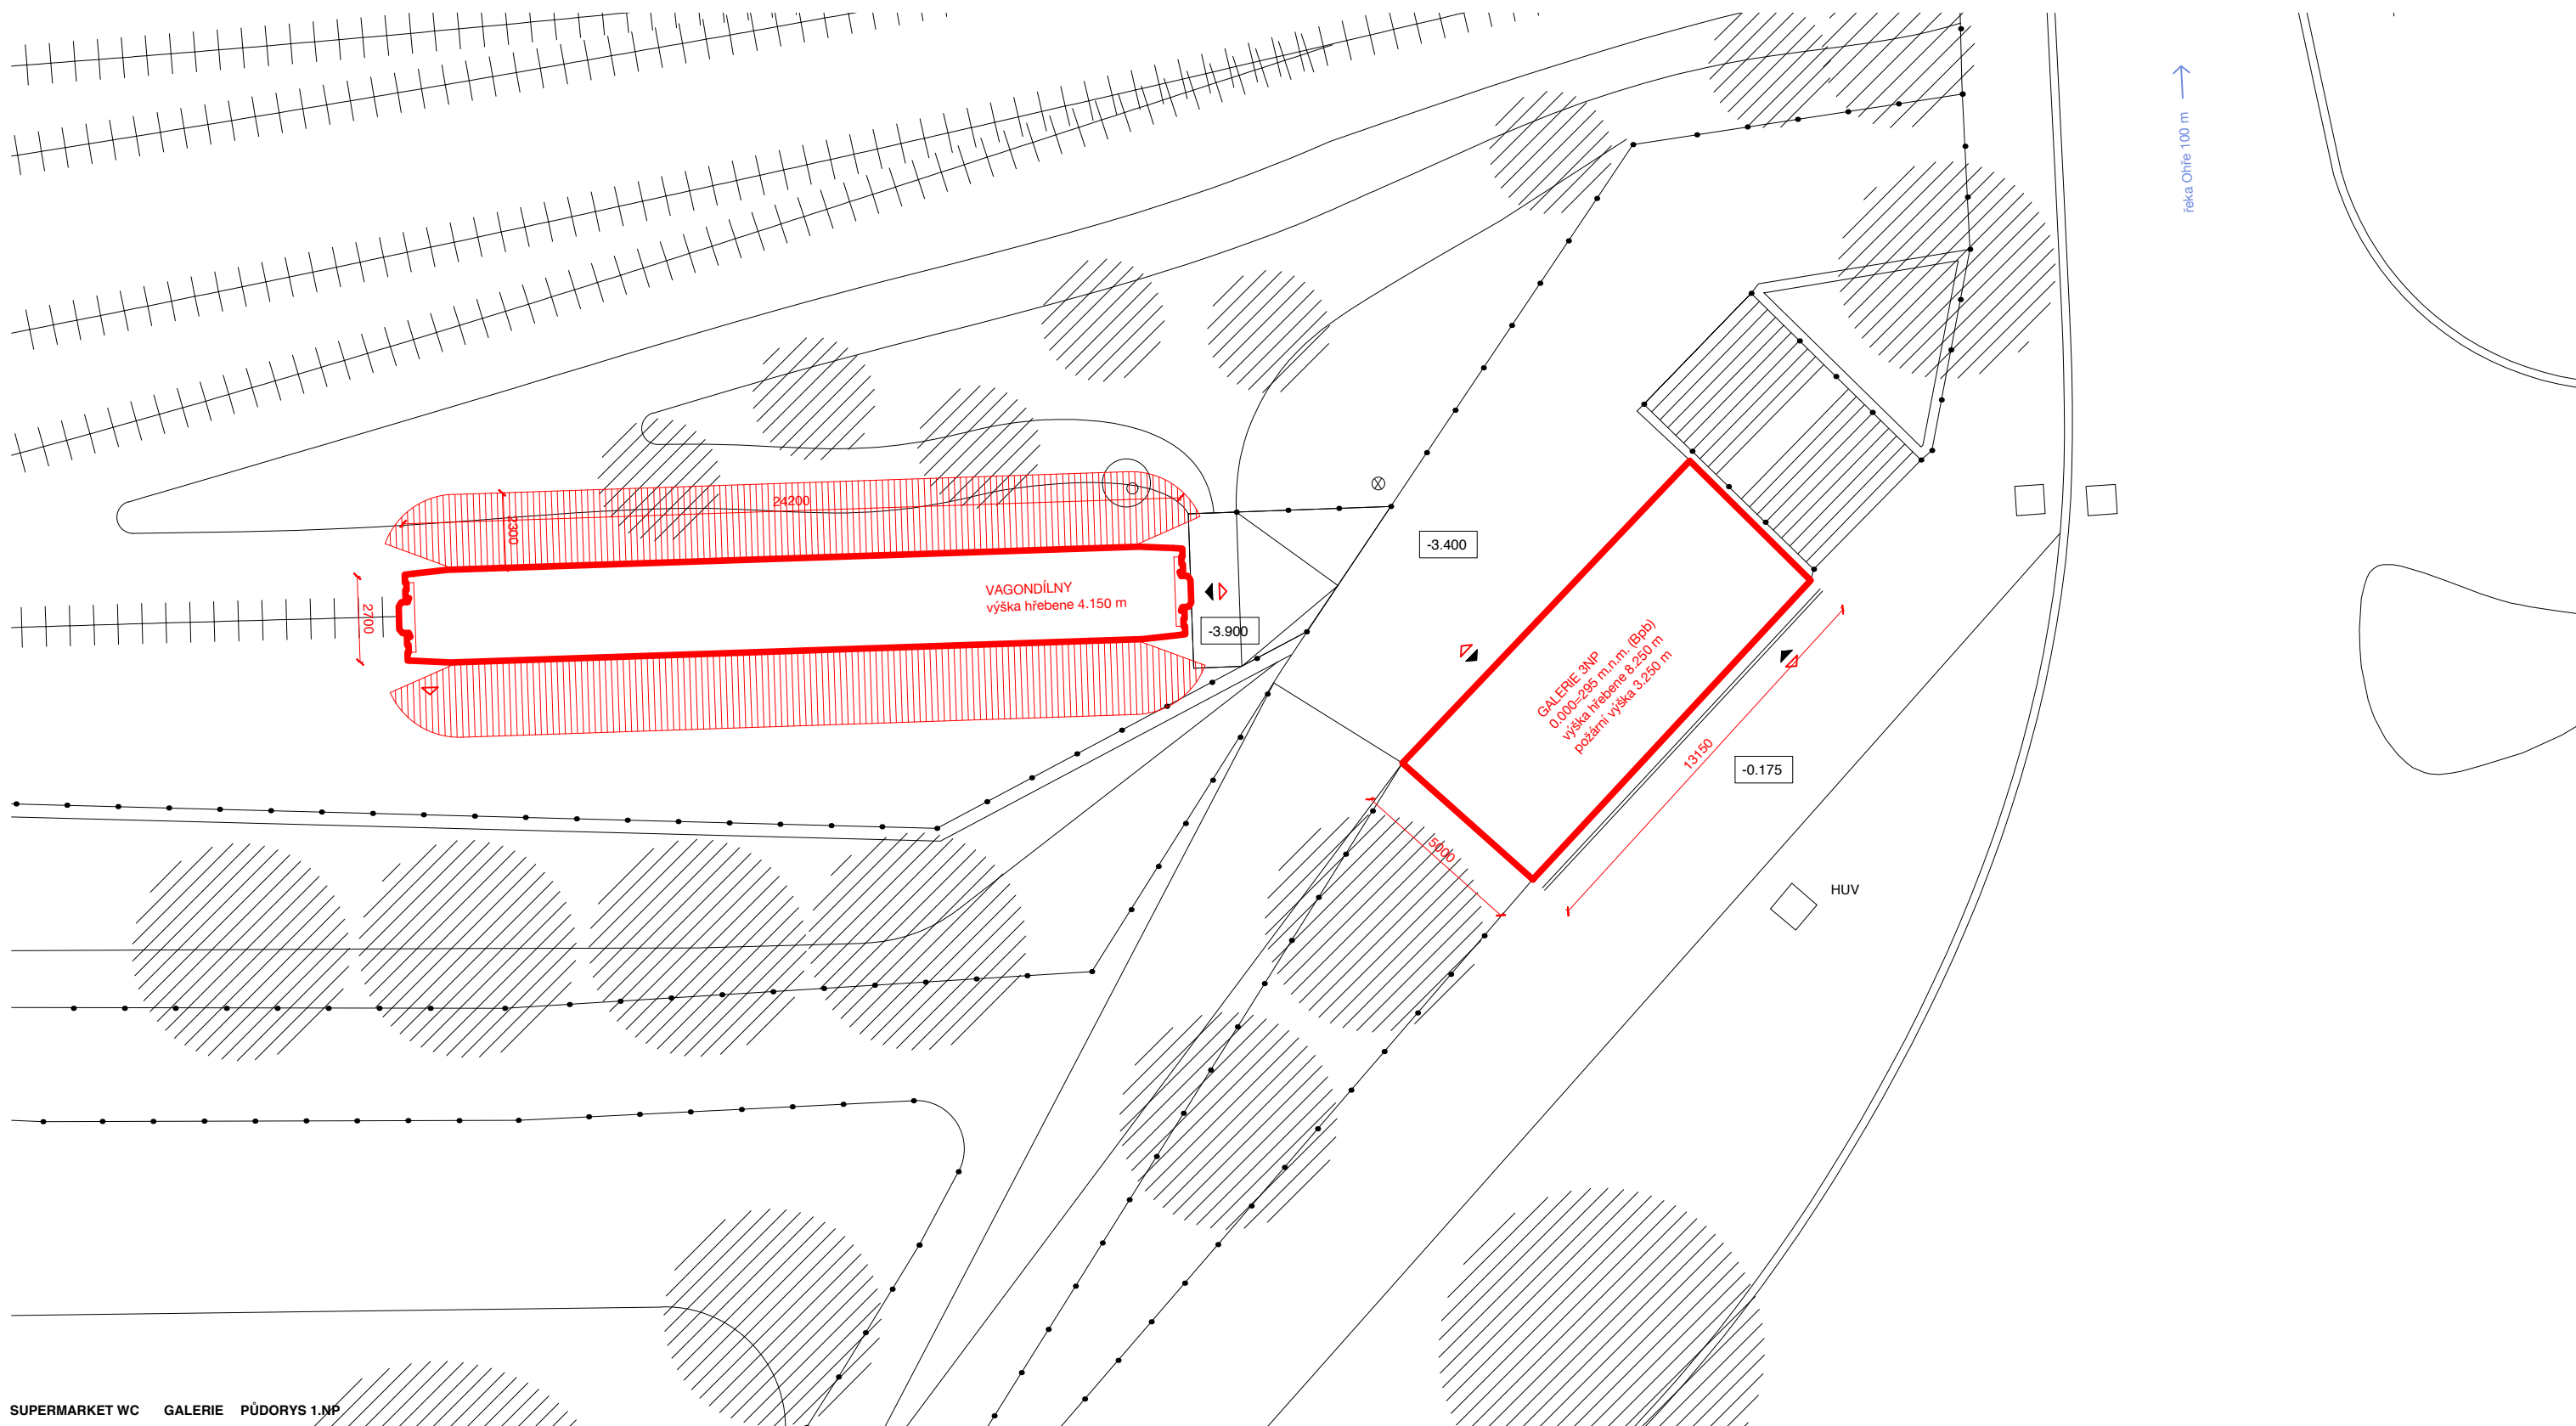 řeka Ohře 100 m
24200
2300
2700
VAGONDÍLNY
výška hřebene 4.150 m
-3.900
-3.400
GALERIE 3NP
0.000=295 m.n.m. (Bpb)
výška hřebene 8.250 m
požární výška 3.250 m
13150
-0.175
5000
HUV
SUPERMARKET WC GALERIE PŮDORYS 1.NP